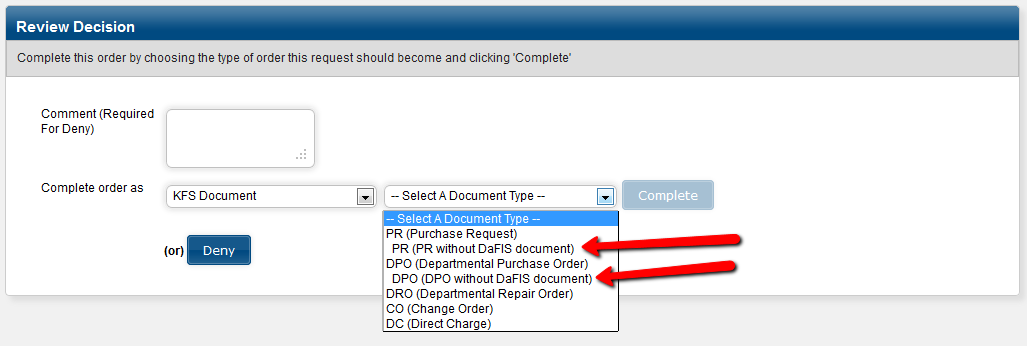 Review Decision
Complete this order by choosing the type of order this request should become and clicking 'Complete'
Comment (Required
For Deny)
Complete order as
KFS Document
-- Select A Document Type --
Complete
-- Select A Document Type --
PR (Purchase Request)
PR (PR without DaFIS document)
DPO (Departmental Purchase Order)
DPO (DPO without DaFIS document)
DRO (Departmental Repair Order)
CO (Change Order)
DC (Direct Charge)
(or)
Deny